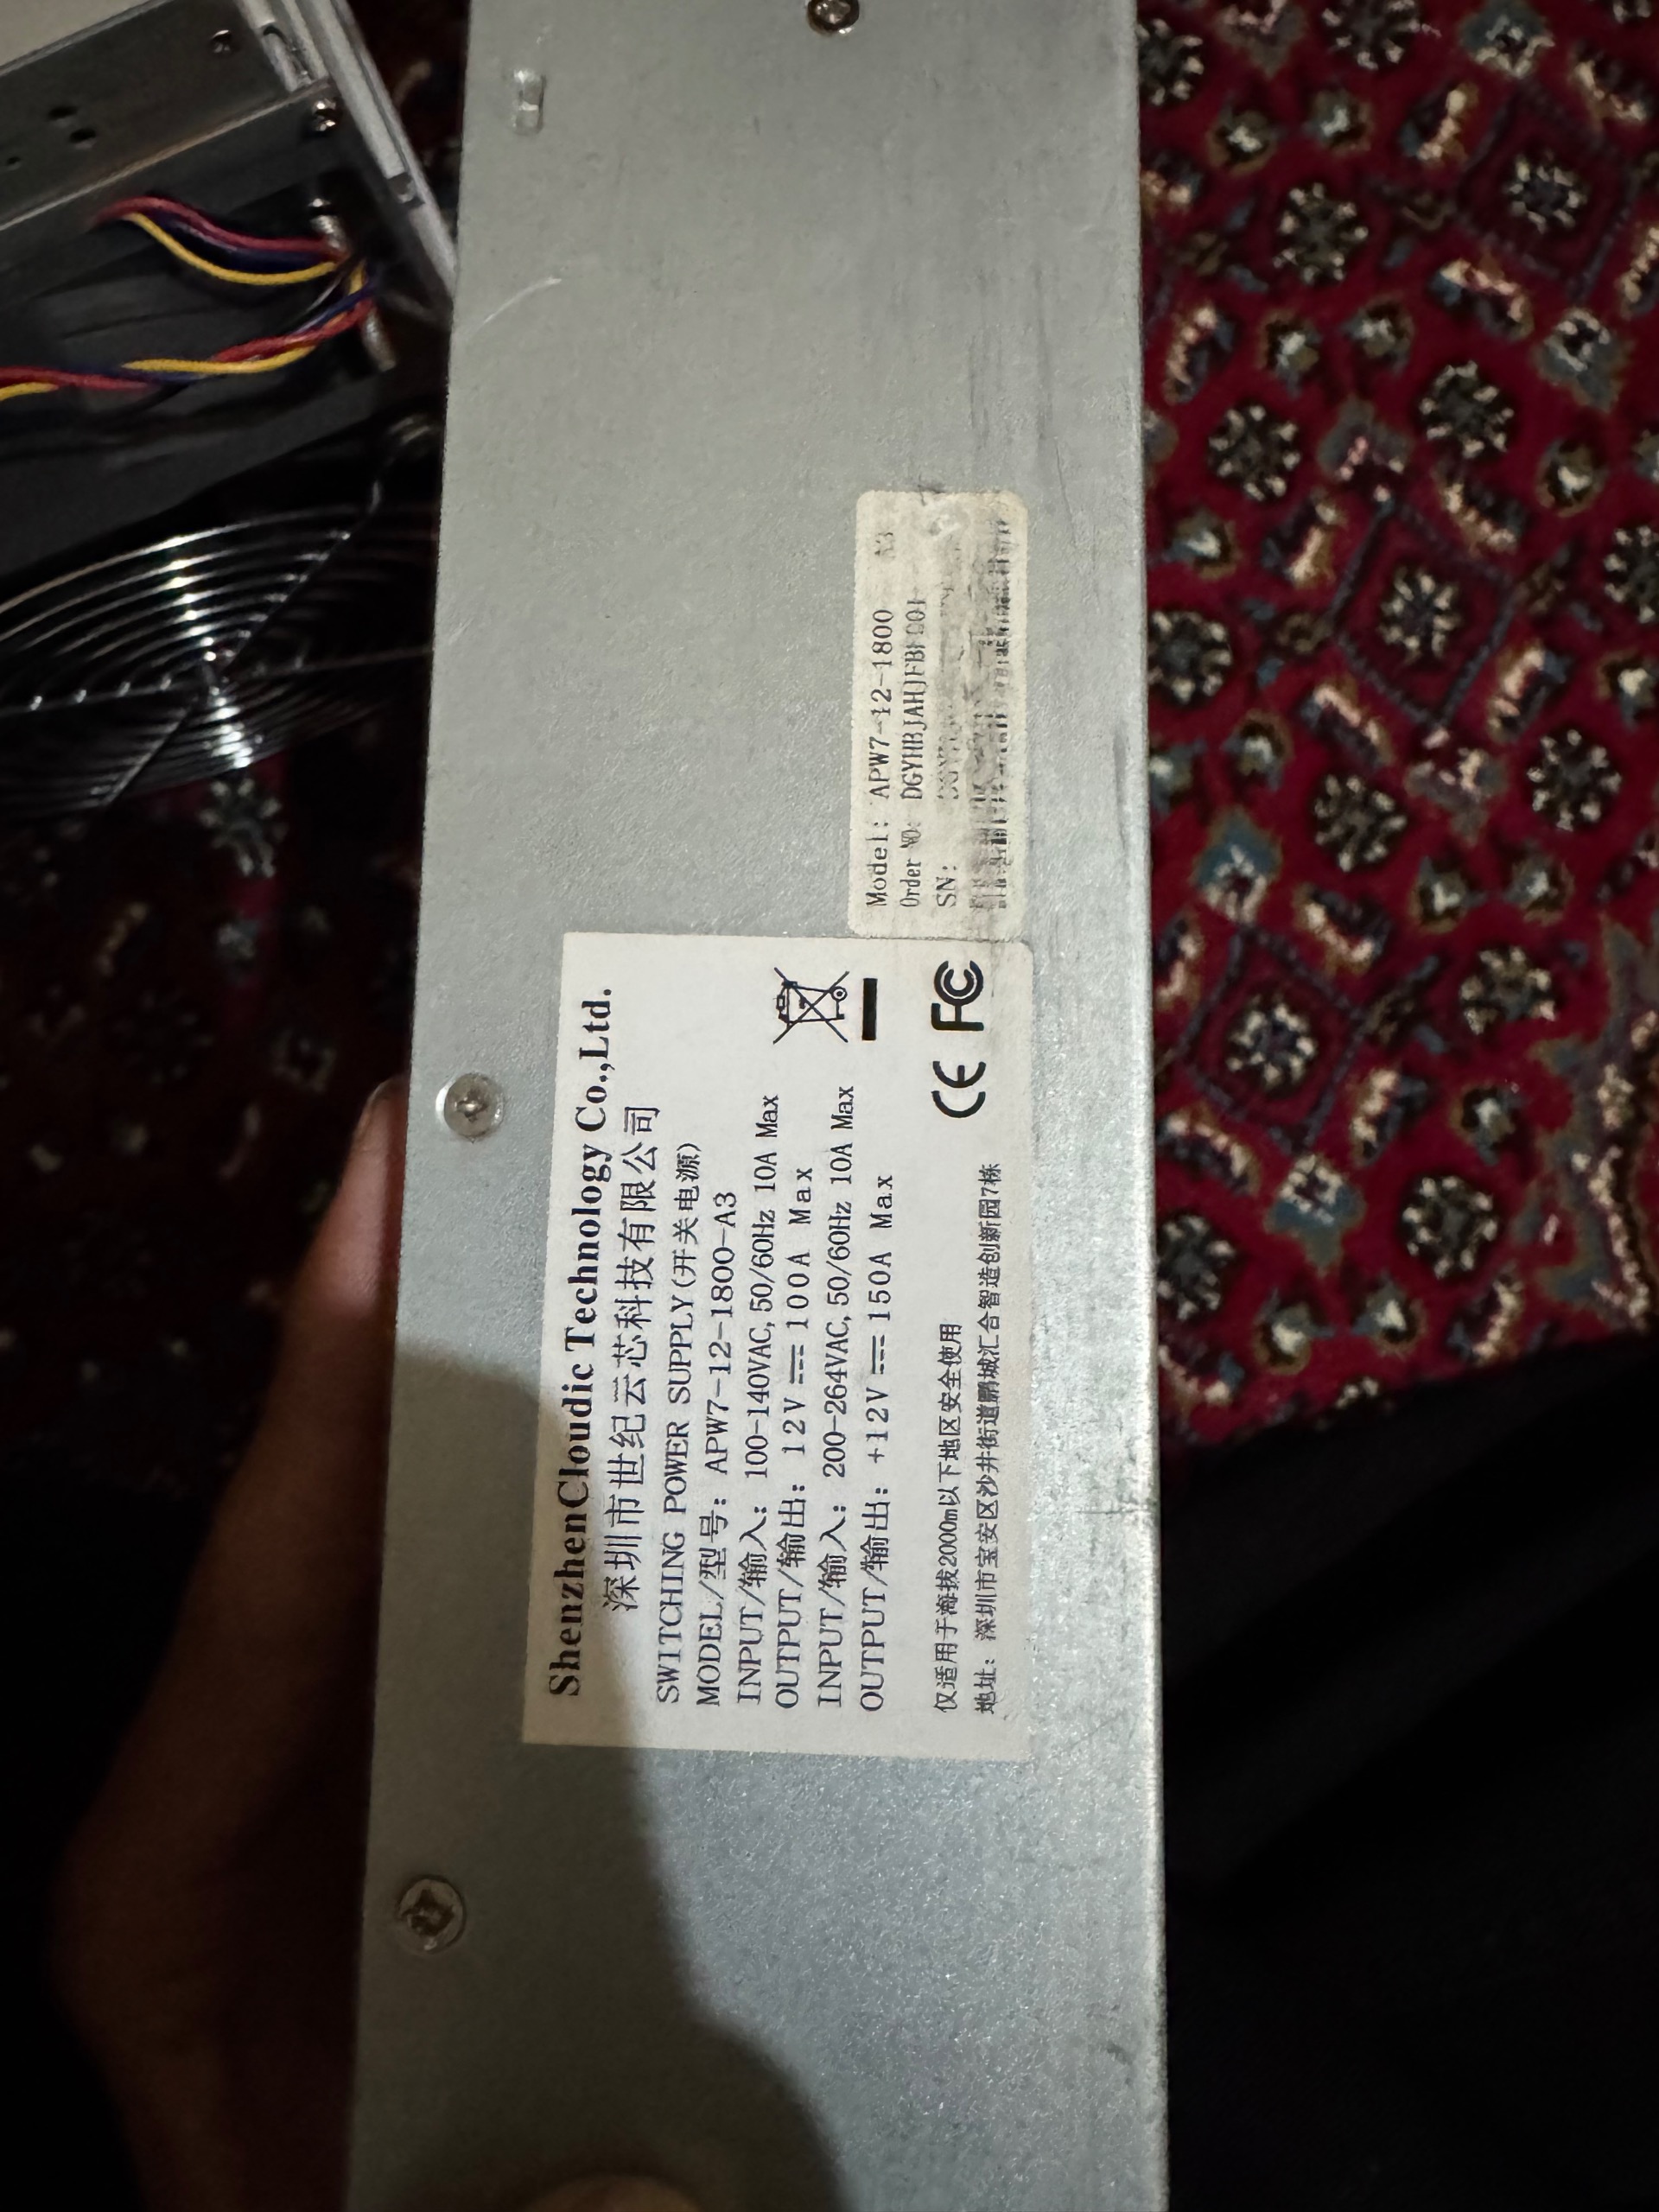 ShenzhenCloudic Technology Co.,Ltd.
深圳市世纪云芯科技有限公司
SWITCHING POWER SUPPLY(开关电源)
MODEL/型号: APW7-12-1800-A3
INPUT/输入: 100-140VAC,50/60Hz 10A Max
OUTPUT/输出: 12V⎓100A Max
INPUT/输入: 200-264VAC,50/60Hz 10A Max
OUTPUT/输出: +12V⎓150A Max
CE FC
仅适用于海拔2000m以下地区安全使用
地址: 深圳市宝安区沙井街道鹏城汇合智造创新园7栋
Model: APW7-12-1800 A3
Order NO:
SN: